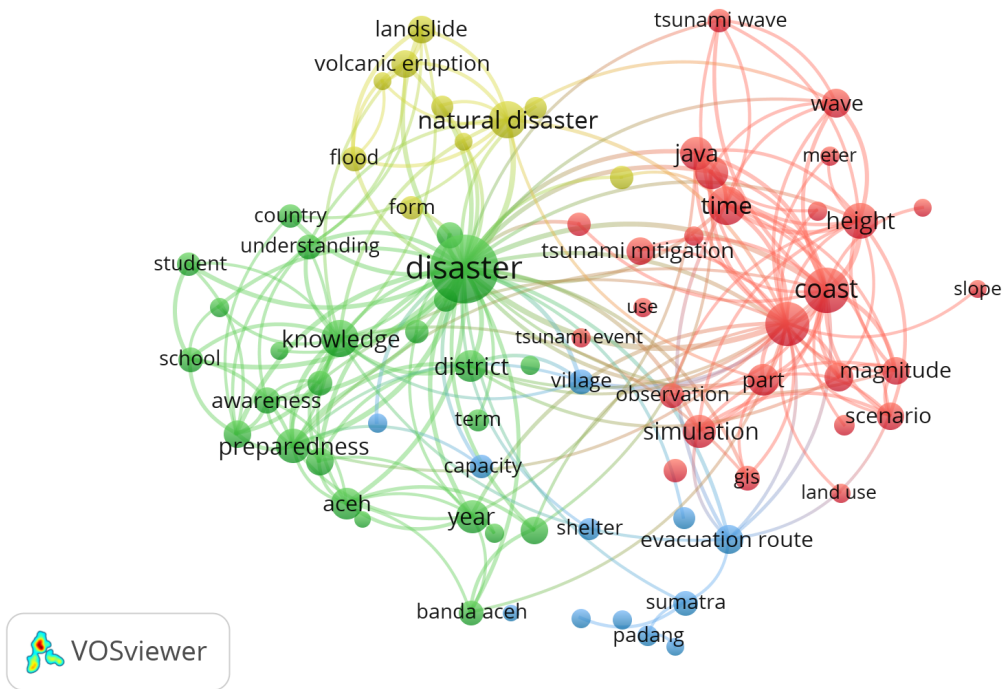 tsunami wave
landslide
volcanic eruption
wave
natural disaster
java
meter
flood
time
form
country
height
understanding
tsunami mitigation
student
disaster
coast
slope
use
knowledge
tsunami event
school
district
village
part
magnitude
observation
awareness
scenario
term
simulation
preparedness
capacity
gis
land use
aceh
year
shelter
evacuation route
sumatra
banda aceh
padang
VOSviewer